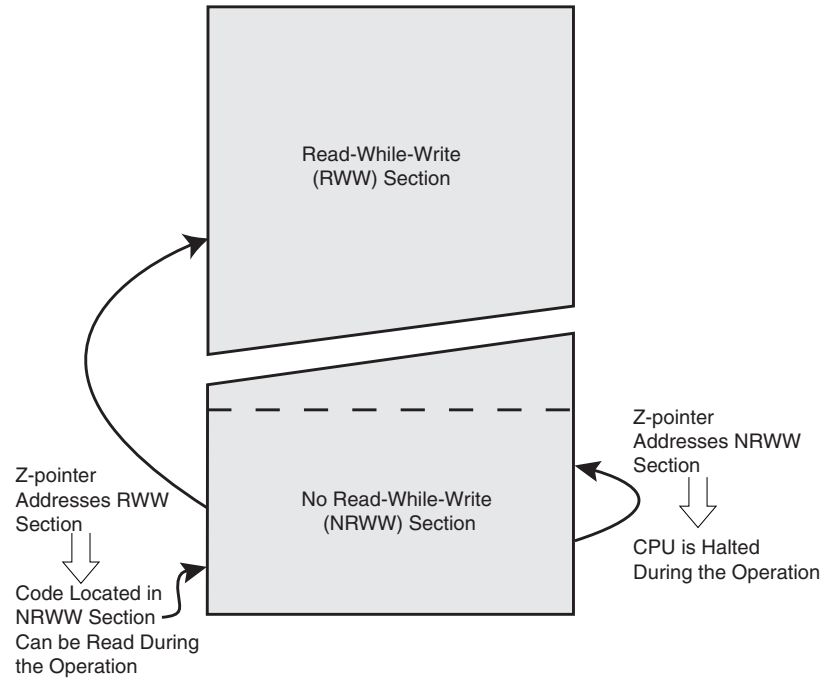 Read-While-Write
(RWW) Section
Z-pointer
Addresses NRWW
Section
CPU is Halted
During the Operation
No Read-While-Write
(NRWW) Section
Z-pointer
Addresses RWW
Section
Code Located in
NRWW Section
Can be Read During
the Operation